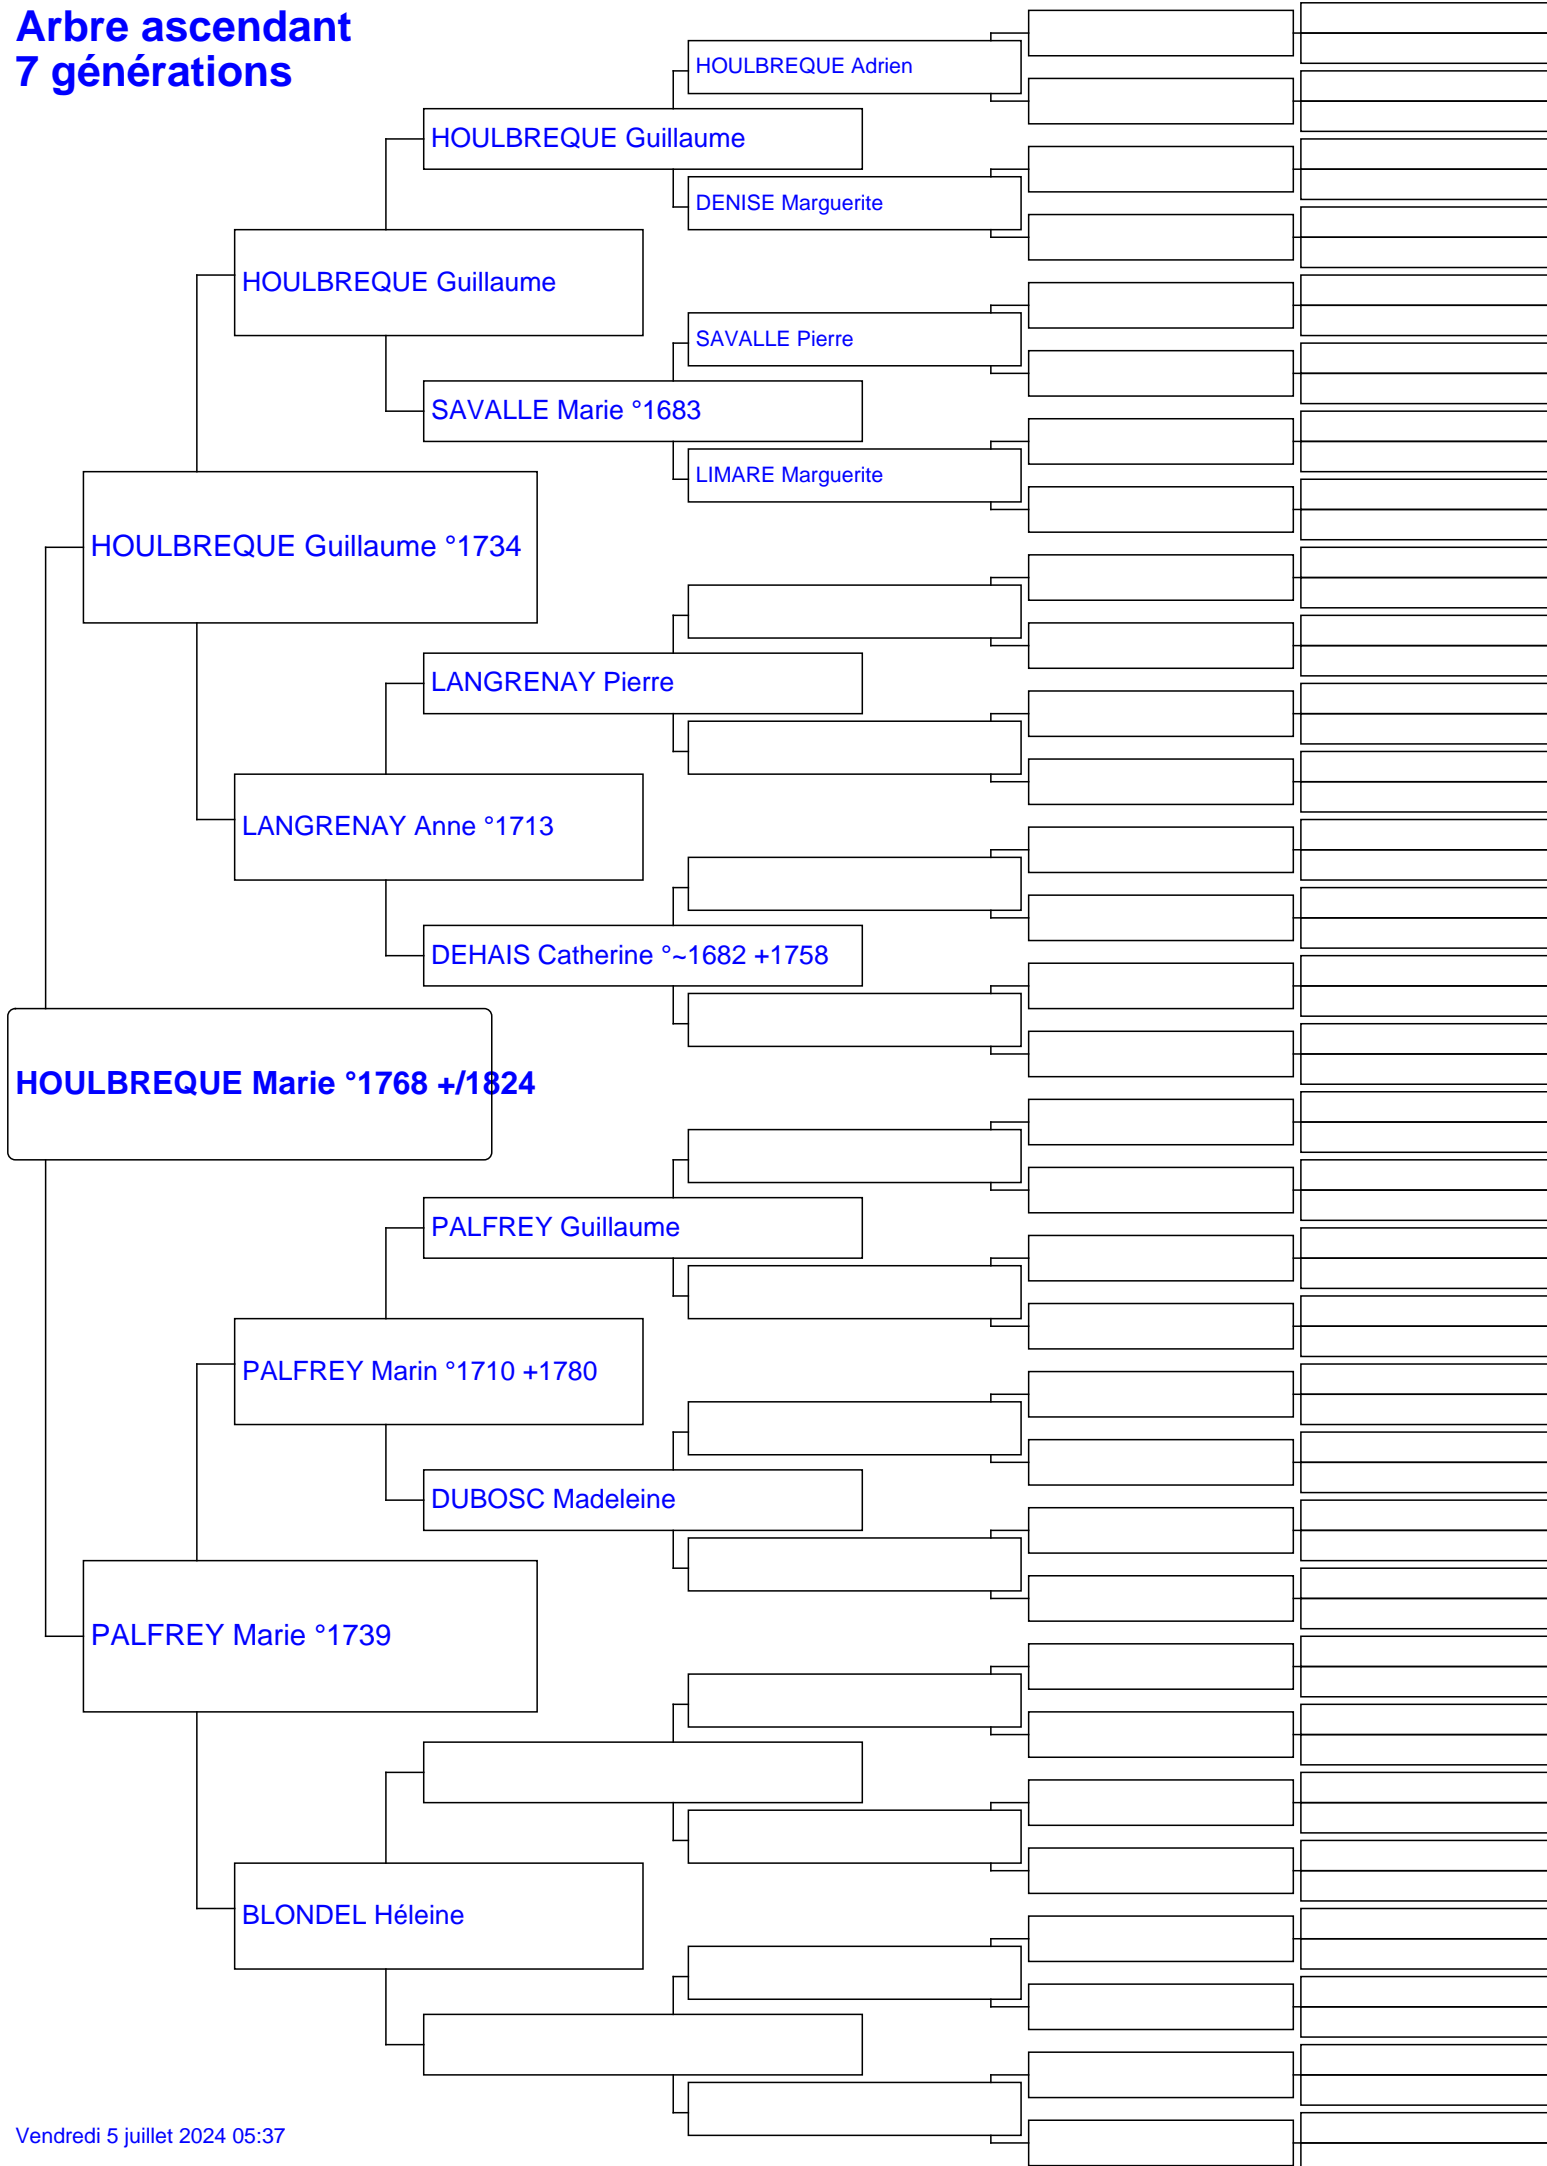 Arbre ascendant
7 générations
HOULBREQUE Adrien
HOULBREQUE Guillaume
DENISE Marguerite
HOULBREQUE Guillaume
SAVALLE Pierre
SAVALLE Marie °1683
LIMARE Marguerite
HOULBREQUE Guillaume °1734
LANGRENAY Pierre
LANGRENAY Anne °1713
DEHAIS Catherine °~1682 +1758
HOULBREQUE Marie °1768 +/1824
PALFREY Guillaume
PALFREY Marin °1710 +1780
DUBOSC Madeleine
PALFREY Marie °1739
BLONDEL Héleine
Vendredi 5 juillet 2024 05:37